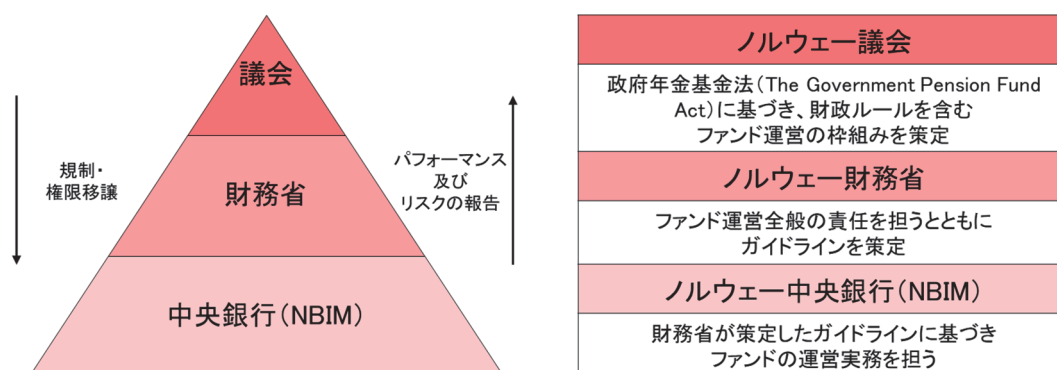 議会
財務省
中央銀行(NBIM)
規制・
権限移譲
パフォーマンス
及び
リスクの報告
ノルウェー議会
政府年金基金法(The Government Pension Fund
Act)に基づき、財政ルールを含む
ファンド運営の枠組みを策定
ノルウェー財務省
ファンド運営全般の責任を担うとともに
ガイドラインを策定
ノルウェー中央銀行(NBIM)
財務省が策定したガイドラインに基づき
ファンドの運営実務を担う